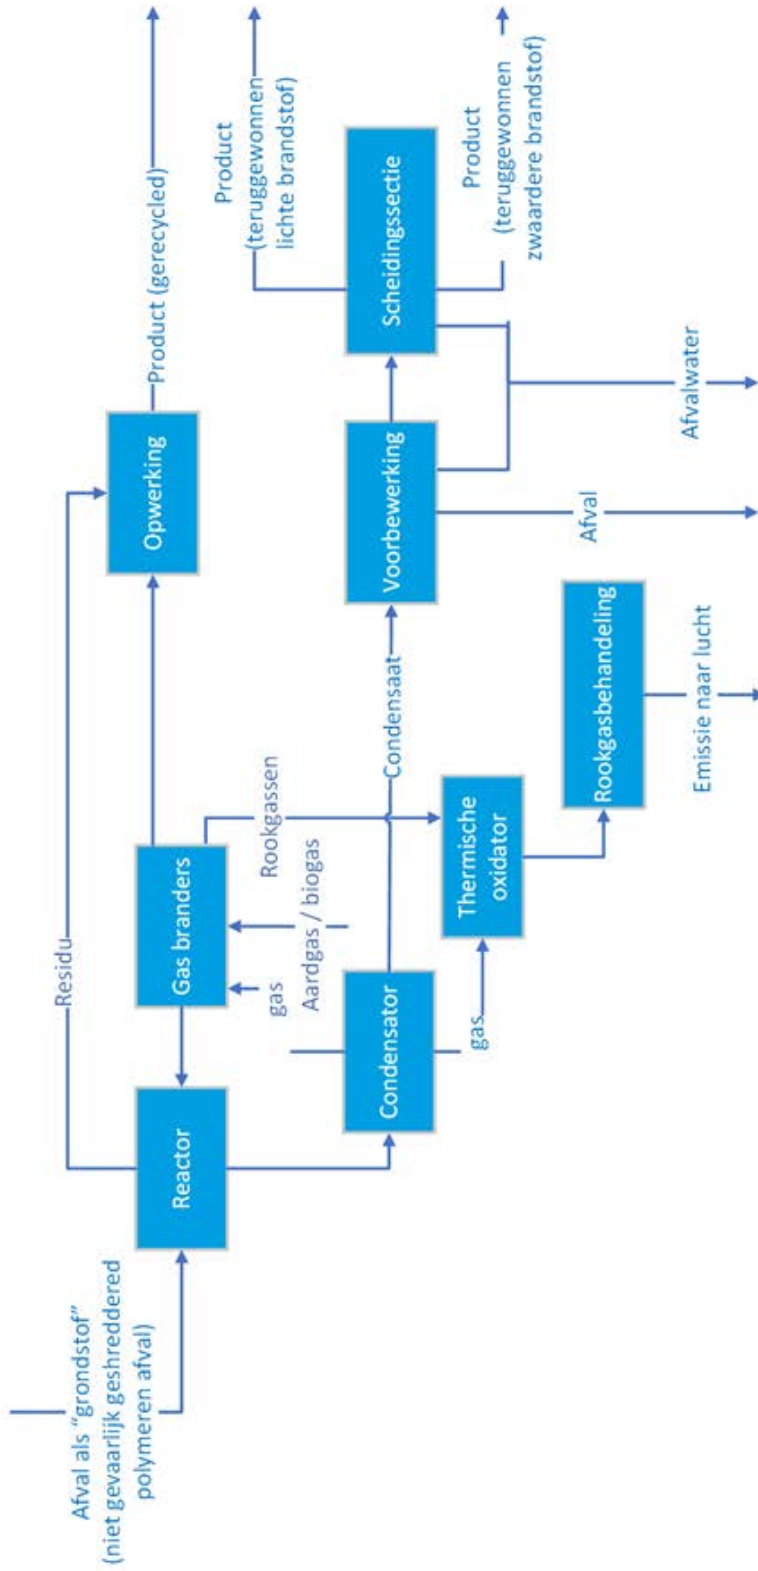 Afval als “grondstof”
(niet gevaarlijk geshreddered
polymeren afval)
Residu
Reactor
Gas branders
Opwerking
Product (gerecycled)
gas
Aardgas / biogas
Rookgassen
Condensator
Condensaat
Voorbewerking
Scheidingssectie
Product
(teruggewonnen
lichte brandstof)
Product
(teruggewonnen
zwaardere brandstof)
gas
Thermische
oxidator
Rookgasbehandeling
Emissie naar lucht
Afval
Afvalwater